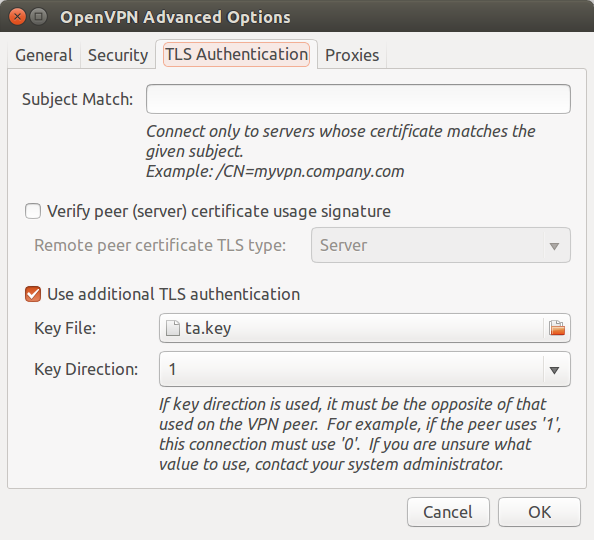 OpenVPN Advanced Options
General Security TLS Authentication Proxies
Subject Match:
Connect only to servers whose certificate matches the
given subject.
Example: /CN=myvpn.company.com
Verify peer (server) certificate usage signature
Remote peer certificate TLS type: Server
Use additional TLS authentication
Key File: ta.key
Key Direction: 1
If key direction is used, it must be the opposite of that
used on the VPN peer.  For example, if the peer uses '1',
this connection must use '0'.  If you are unsure what
value to use, contact your system administrator.
Cancel OK